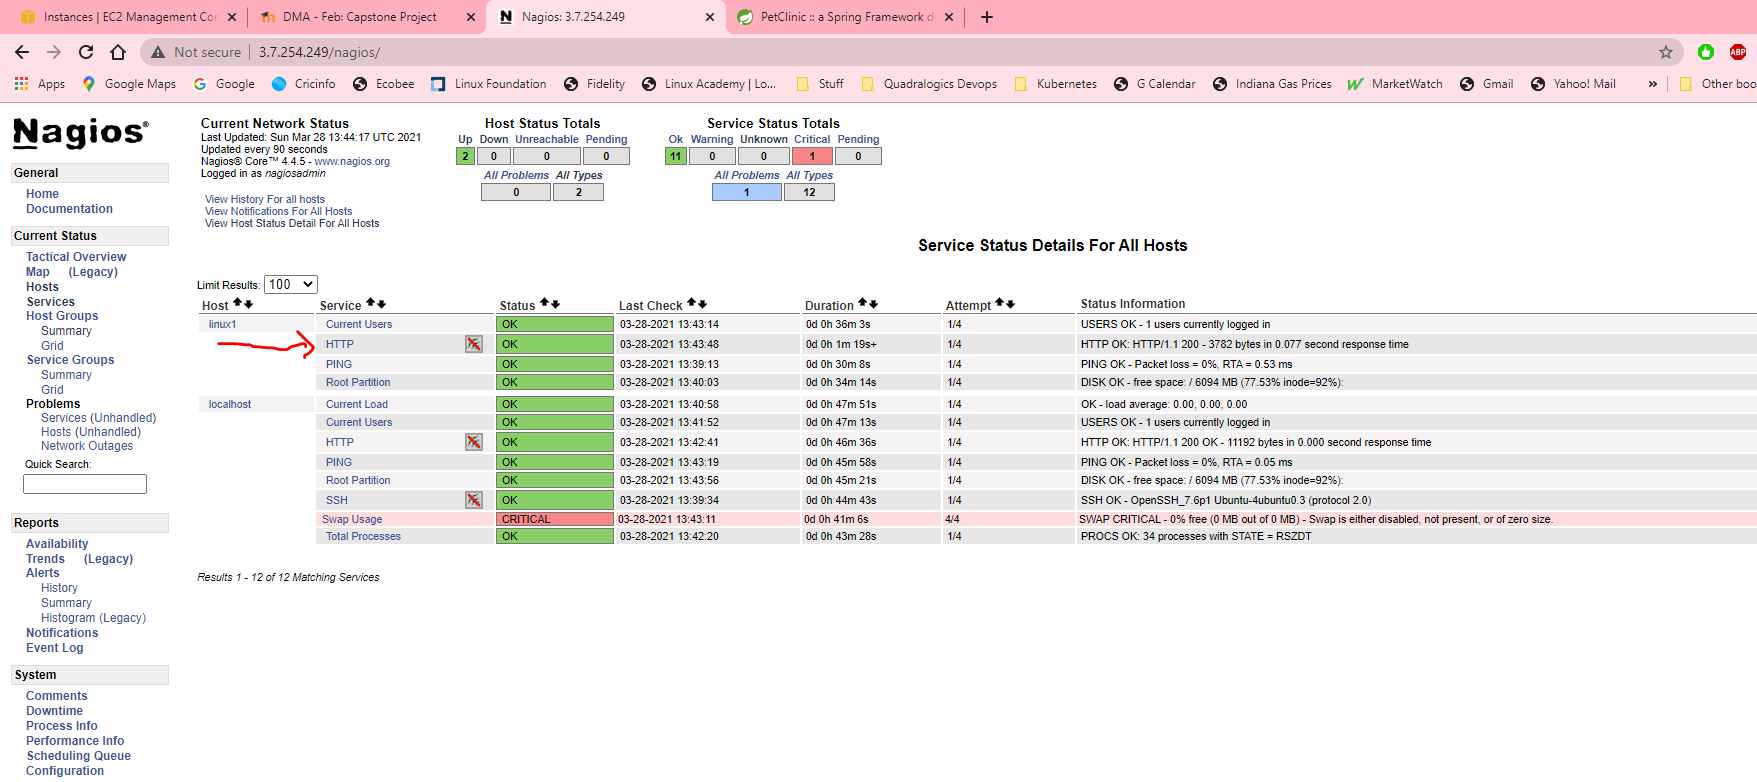 Instances | EC2 Management Con
DMA - Feb: Capstone Project
Nagios: 3.7.254.249
PetClinic :: a Spring Framework d
Not secure 3.7.254.249/nagios/
ABP
Apps Google Maps Google Cricinfo Ecobee Linux Foundation Fidelity Linux Academy | Lo... Stuff Quadralogics Devops Kubernetes G Calendar Indiana Gas Prices MarketWatch Gmail Yahoo! Mail » Other boo
Nagios®
General
Home
Documentation
Current Status
Tactical Overview
Map (Legacy)
Hosts
Services
Host Groups
Summary
Grid
Service Groups
Summary
Grid
Problems
Services (Unhandled)
Hosts (Unhandled)
Network Outages
Quick Search:
Reports
Availability
Trends (Legacy)
Alerts
History
Summary
Histogram (Legacy)
Notifications
Event Log
System
Comments
Downtime
Process Info
Performance Info
Scheduling Queue
Configuration
Current Network Status
Last Updated: Sun Mar 28 13:44:17 UTC 2021
Updated every 90 seconds
Nagios® Core™ 4.4.5 - www.nagios.org
Logged in as nagiosadmin
View History For all hosts
View Notifications For All Hosts
View Host Status Detail For All Hosts
Host Status Totals
Up Down Unreachable Pending
2 0 0 0
All Problems All Types
0 2
Service Status Totals
Ok Warning Unknown Critical Pending
11 0 0 1 0
All Problems All Types
1 12
Service Status Details For All Hosts
Limit Results: 100
Host Service Status Last Check Duration Attempt Status Information
linux1 Current Users OK 03-28-2021 13:43:14 0d 0h 36m 3s 1/4 USERS OK - 1 users currently logged in
HTTP OK 03-28-2021 13:43:48 0d 0h 1m 19s+ 1/4 HTTP OK: HTTP/1.1 200 - 3782 bytes in 0.077 second response time
PING OK 03-28-2021 13:39:13 0d 0h 30m 8s 1/4 PING OK - Packet loss = 0%, RTA = 0.53 ms
Root Partition OK 03-28-2021 13:40:03 0d 0h 34m 14s 1/4 DISK OK - free space: / 6094 MB (77.53% inode=92%):
localhost Current Load OK 03-28-2021 13:40:58 0d 0h 47m 51s 1/4 OK - load average: 0.00, 0.00, 0.00
Current Users OK 03-28-2021 13:41:52 0d 0h 47m 13s 1/4 USERS OK - 1 users currently logged in
HTTP OK 03-28-2021 13:42:41 0d 0h 46m 36s 1/4 HTTP OK: HTTP/1.1 200 OK - 11192 bytes in 0.000 second response time
PING OK 03-28-2021 13:43:19 0d 0h 45m 58s 1/4 PING OK - Packet loss = 0%, RTA = 0.05 ms
Root Partition OK 03-28-2021 13:43:56 0d 0h 45m 21s 1/4 DISK OK - free space: / 6094 MB (77.53% inode=92%):
SSH OK 03-28-2021 13:39:34 0d 0h 44m 43s 1/4 SSH OK - OpenSSH_7.6p1 Ubuntu-4ubuntu0.3 (protocol 2.0)
Swap Usage CRITICAL 03-28-2021 13:43:11 0d 0h 41m 6s 4/4 SWAP CRITICAL - 0% free (0 MB out of 0 MB) - Swap is either disabled, not present, or of zero size.
Total Processes OK 03-28-2021 13:42:20 0d 0h 43m 28s 1/4 PROCS OK: 34 processes with STATE = RSZDT
Results 1 - 12 of 12 Matching Services